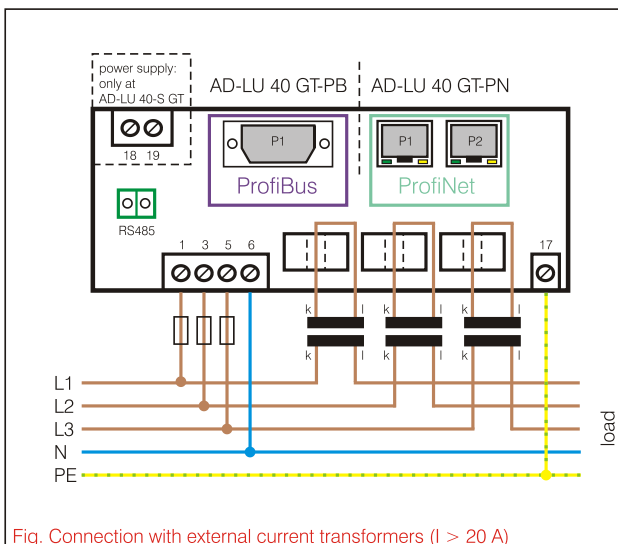 power supply:
only at
AD-LU 40-S GT
AD-LU 40 GT-PB
AD-LU 40 GT-PN
P1
P1
P2
18 19
ProfiBus
ProfiNet
RS485
1 3 5 6
17
k l k l k l
k l k l k l
L1
L2
L3
N
PE
load
Fig. Connection with external current transformers (I > 20 A)